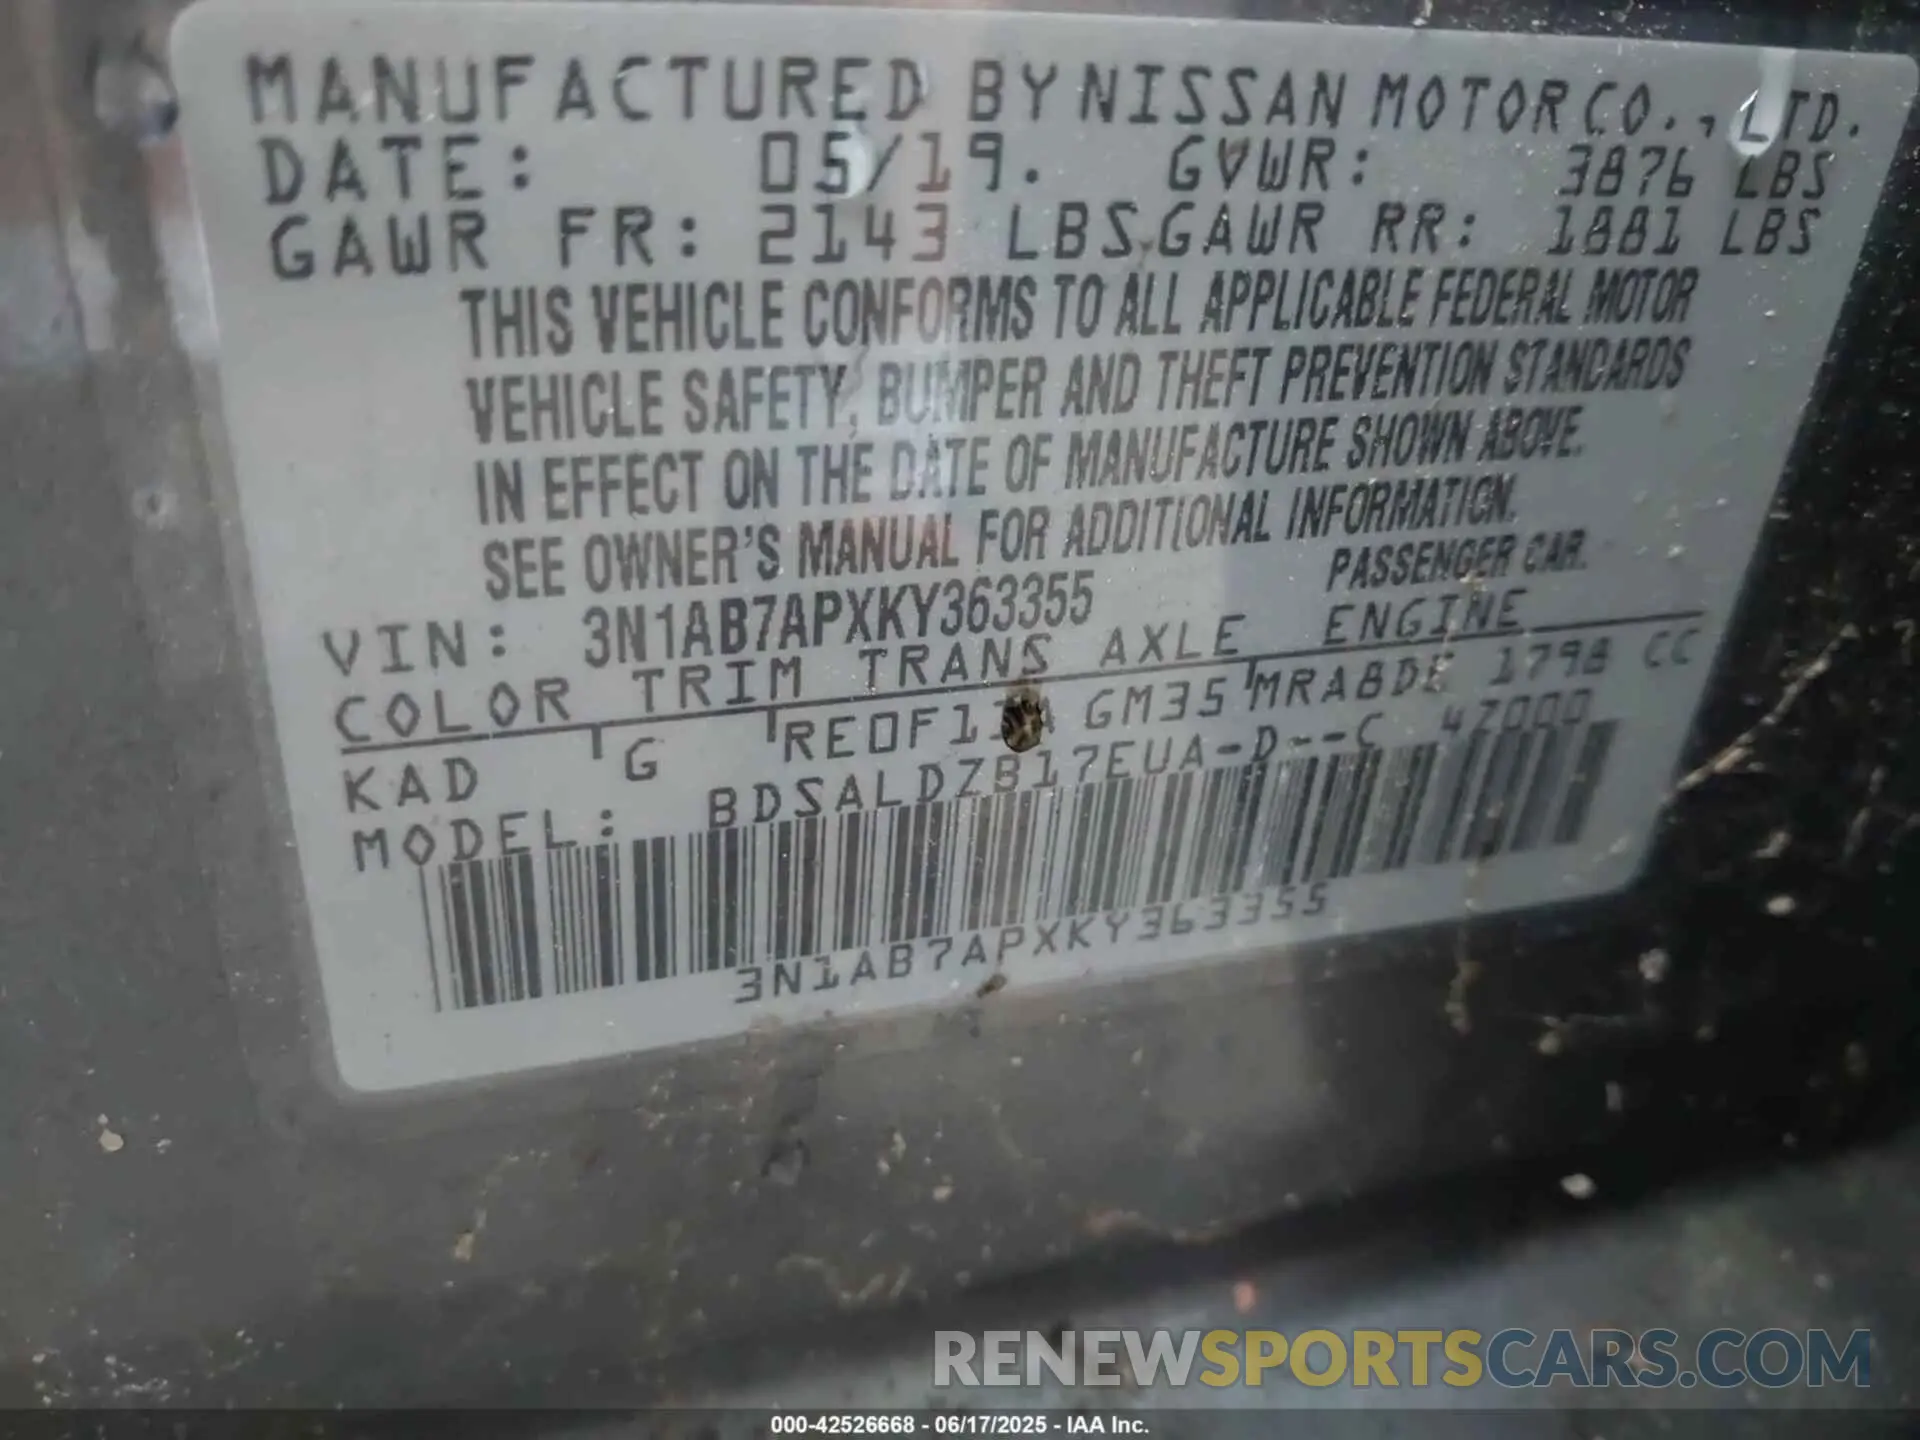 MANUFACTURED BY NISSAN MOTOR CO., LTD.
DATE: 05/19. GVWR: 3876 LBS
GAWR FR: 2143 LBS GAWR RR: 1881 LBS
THIS VEHICLE CONFORMS TO ALL APPLICABLE FEDERAL MOTOR
VEHICLE SAFETY, BUMPER AND THEFT PREVENTION STANDARDS
IN EFFECT ON THE DATE OF MANUFACTURE SHOWN ABOVE.
SEE OWNER'S MANUAL FOR ADDITIONAL INFORMATION.
VIN: 3N1AB7APXKY363355 PASSENGER CAR.
COLOR TRIM TRANS AXLE ENGINE
KAD G GM35 MRA8DE 1798 CC
MODEL: BDSALDZB17EUA-D--C 47000
3N1AB7APXKY363355
RENEWSPORTSCARS.COM
000-42526668 - 06/17/2025 - IAA Inc.